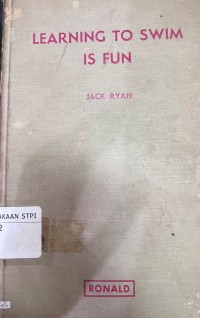 LEARNING TO SWIM
IS FUN
JACK RYAN
AKAAN STPI
2
RONALD